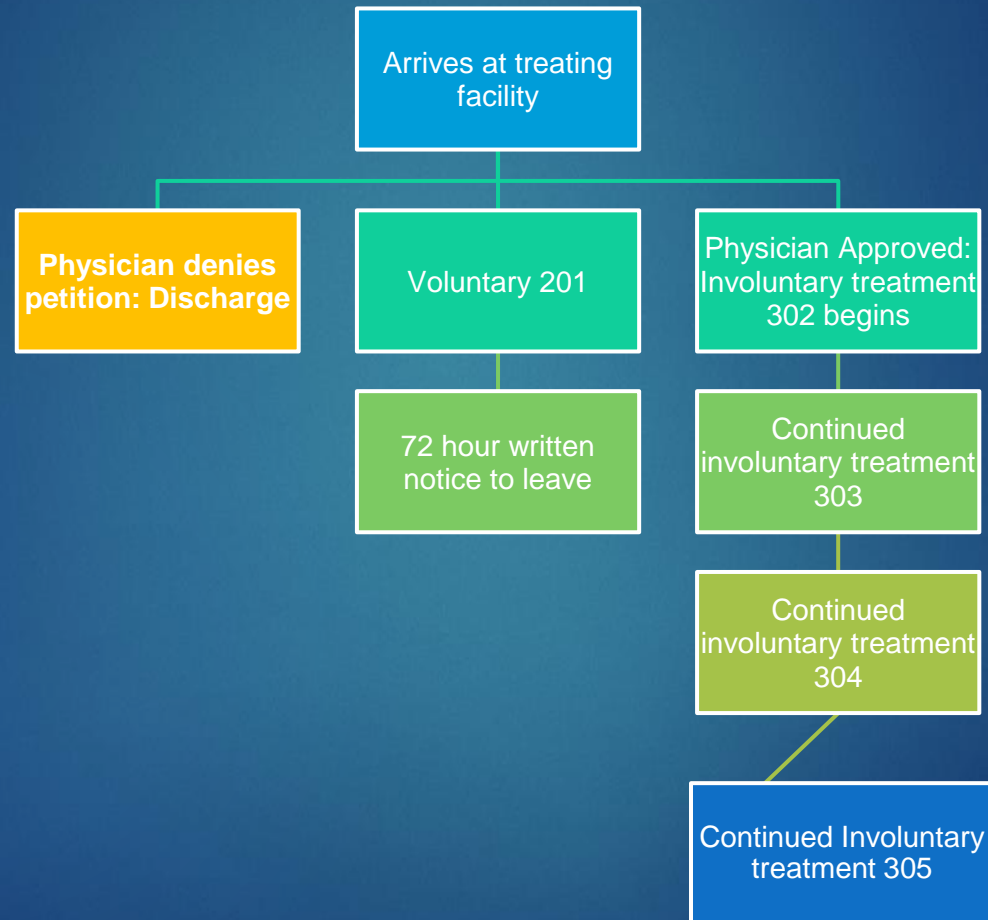 Arrives at treating
facility
Physician denies
petition: Discharge
Voluntary 201
Physician Approved:
Involuntary treatment
302 begins
72 hour written
notice to leave
Continued
involuntary treatment
303
Continued
involuntary treatment
304
Continued Involuntary
treatment 305